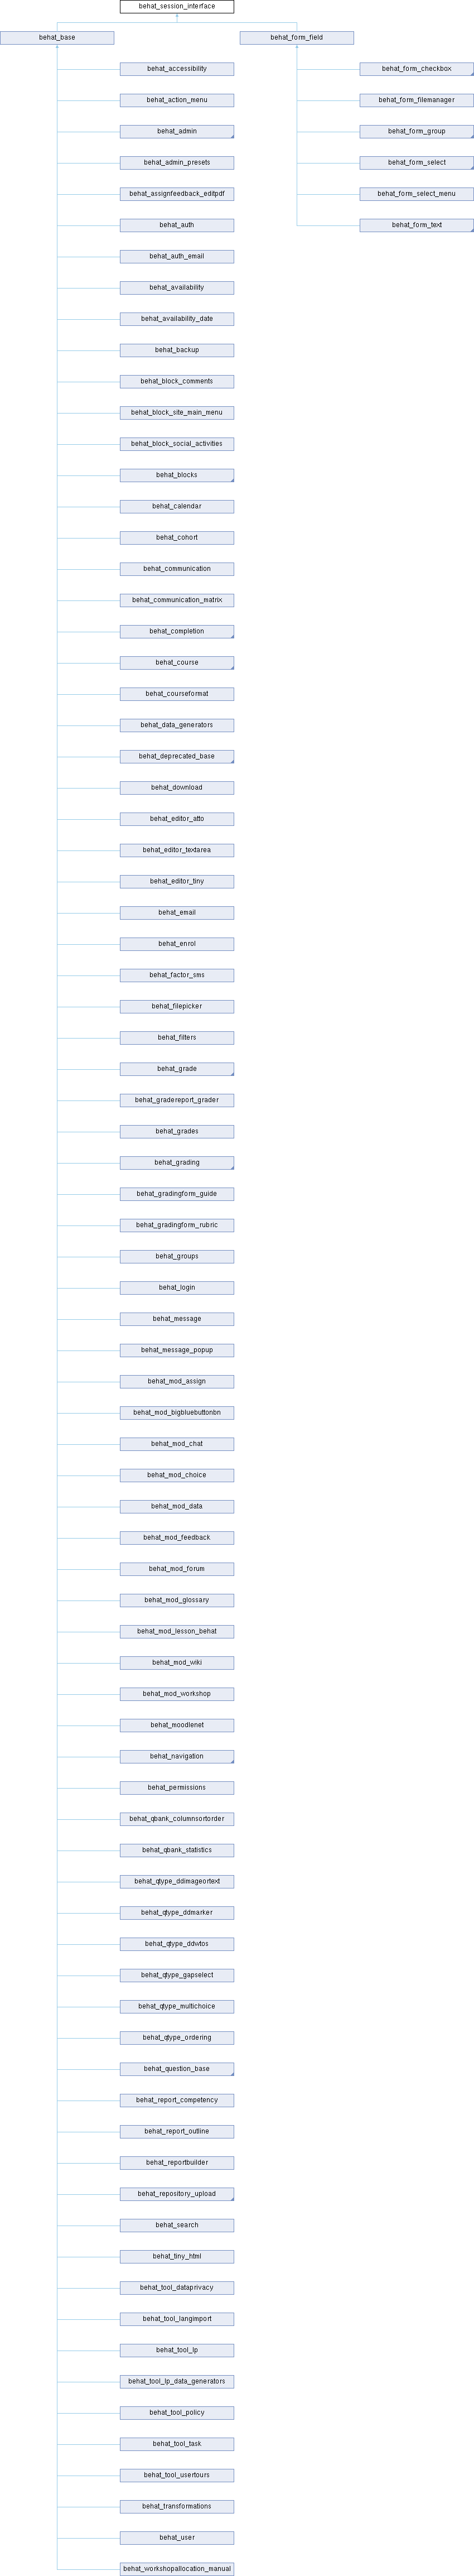 behat_session_interface
behat_base
behat_form_field
behat_accessibility
behat_form_checkbox
behat_action_menu
behat_form_filemanager
behat_admin
behat_form_group
behat_admin_presets
behat_form_select
behat_assignfeedback_editpdf
behat_form_select_menu
behat_auth
behat_form_text
behat_auth_email
behat_availability
behat_availability_date
behat_backup
behat_block_comments
behat_block_site_main_menu
behat_block_social_activities
behat_blocks
behat_calendar
behat_cohort
behat_communication
behat_communication_matrix
behat_completion
behat_course
behat_courseformat
behat_data_generators
behat_deprecated_base
behat_download
behat_editor_atto
behat_editor_textarea
behat_editor_tiny
behat_email
behat_enrol
behat_factor_sms
behat_filepicker
behat_filters
behat_grade
behat_gradereport_grader
behat_grades
behat_grading
behat_gradingform_guide
behat_gradingform_rubric
behat_groups
behat_login
behat_message
behat_message_popup
behat_mod_assign
behat_mod_bigbluebuttonbn
behat_mod_chat
behat_mod_choice
behat_mod_data
behat_mod_feedback
behat_mod_forum
behat_mod_glossary
behat_mod_lesson_behat
behat_mod_wiki
behat_mod_workshop
behat_moodlenet
behat_navigation
behat_permissions
behat_qbank_columnsortorder
behat_qbank_statistics
behat_qtype_ddimageortext
behat_qtype_ddmarker
behat_qtype_ddwtos
behat_qtype_gapselect
behat_qtype_multichoice
behat_qtype_ordering
behat_question_base
behat_report_competency
behat_report_outline
behat_reportbuilder
behat_repository_upload
behat_search
behat_tiny_html
behat_tool_dataprivacy
behat_tool_langimport
behat_tool_lp
behat_tool_lp_data_generators
behat_tool_policy
behat_tool_task
behat_tool_usertours
behat_transformations
behat_user
behat_workshopallocation_manual